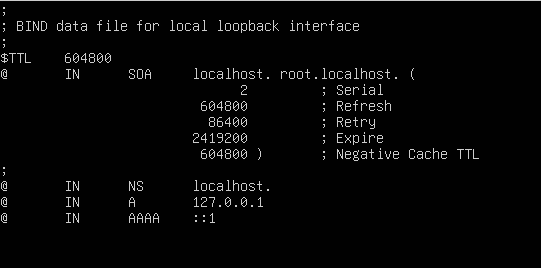 ;
; BIND data file for local loopback interface
;
$TTL    604800
@       IN      SOA     localhost. root.localhost. (
                              2         ; Serial
                         604800         ; Refresh
                          86400         ; Retry
                        2419200         ; Expire
                         604800 )       ; Negative Cache TTL
;
@       IN      NS      localhost.
@       IN      A       127.0.0.1
@       IN      AAAA    ::1